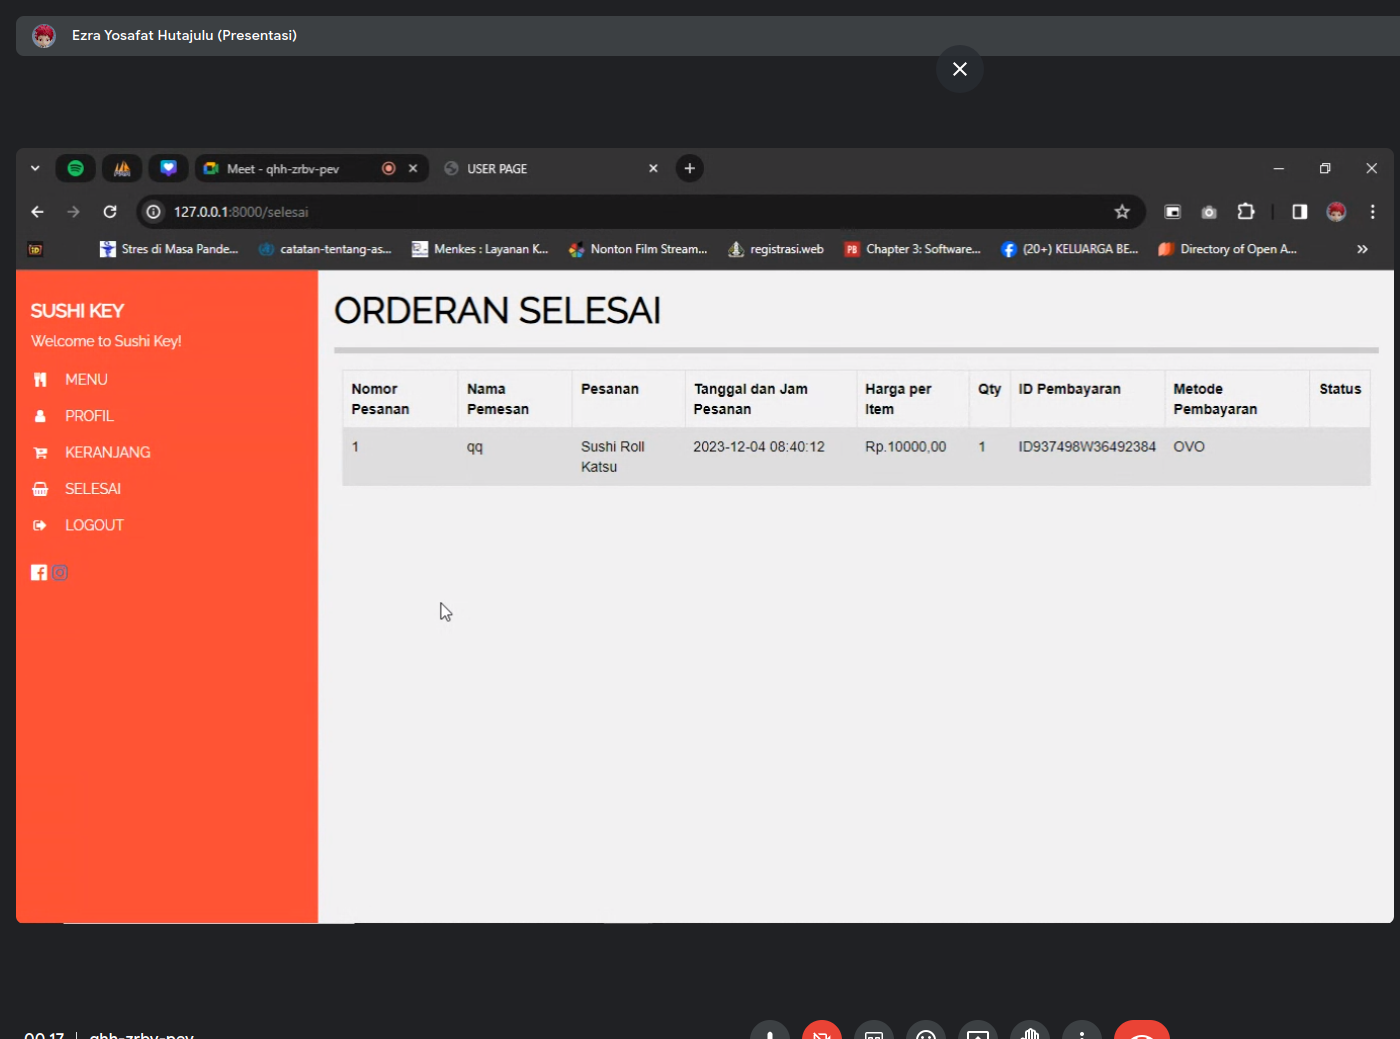 Ezra Yosafat Hutajulu (Presentasi)
Meet - qhh-zrbv-pev
USER PAGE
127.0.0.1:8000/selesai
Stres di Masa Pande...
catatan-tentang-as...
Menkes : Layanan K...
Nonton Film Stream...
registrasi.web
PB
Chapter 3: Software...
(20+) KELUARGA BE...
Directory of Open A...
SUSHI KEY
Welcome to Sushi Key!
MENU
PROFIL
KERANJANG
SELESAI
LOGOUT
ORDERAN SELESAI
Nomor Pesanan
Nama Pemesan
Pesanan
Tanggal dan Jam Pesanan
Harga per Item
Qty
ID Pembayaran
Metode Pembayaran
Status
1
qq
Sushi Roll Katsu
2023-12-04 08:40:12
Rp.10000,00
1
ID937498W36492384
OVO
00.17 | qhh-zrbv-pev